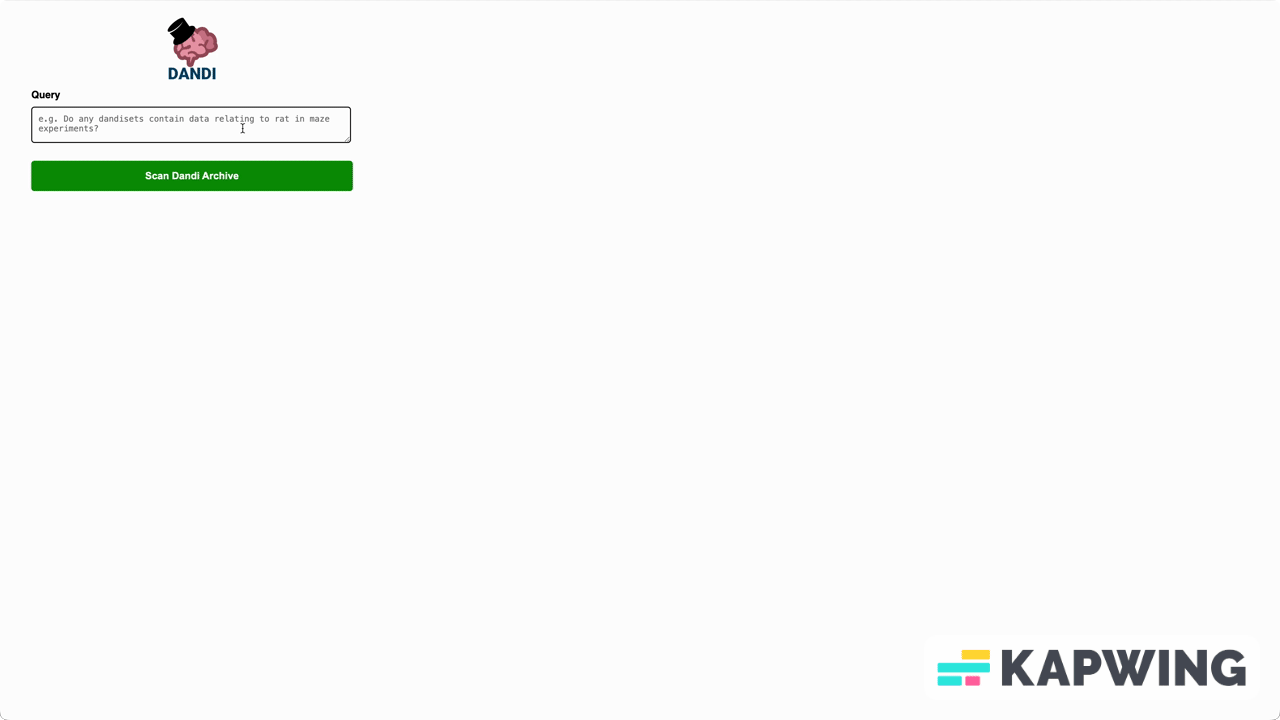 DANDI
Query
e.g. Do any dandisets contain data relating to rat in maze
experiments?
Scan Dandi Archive
KAPWING